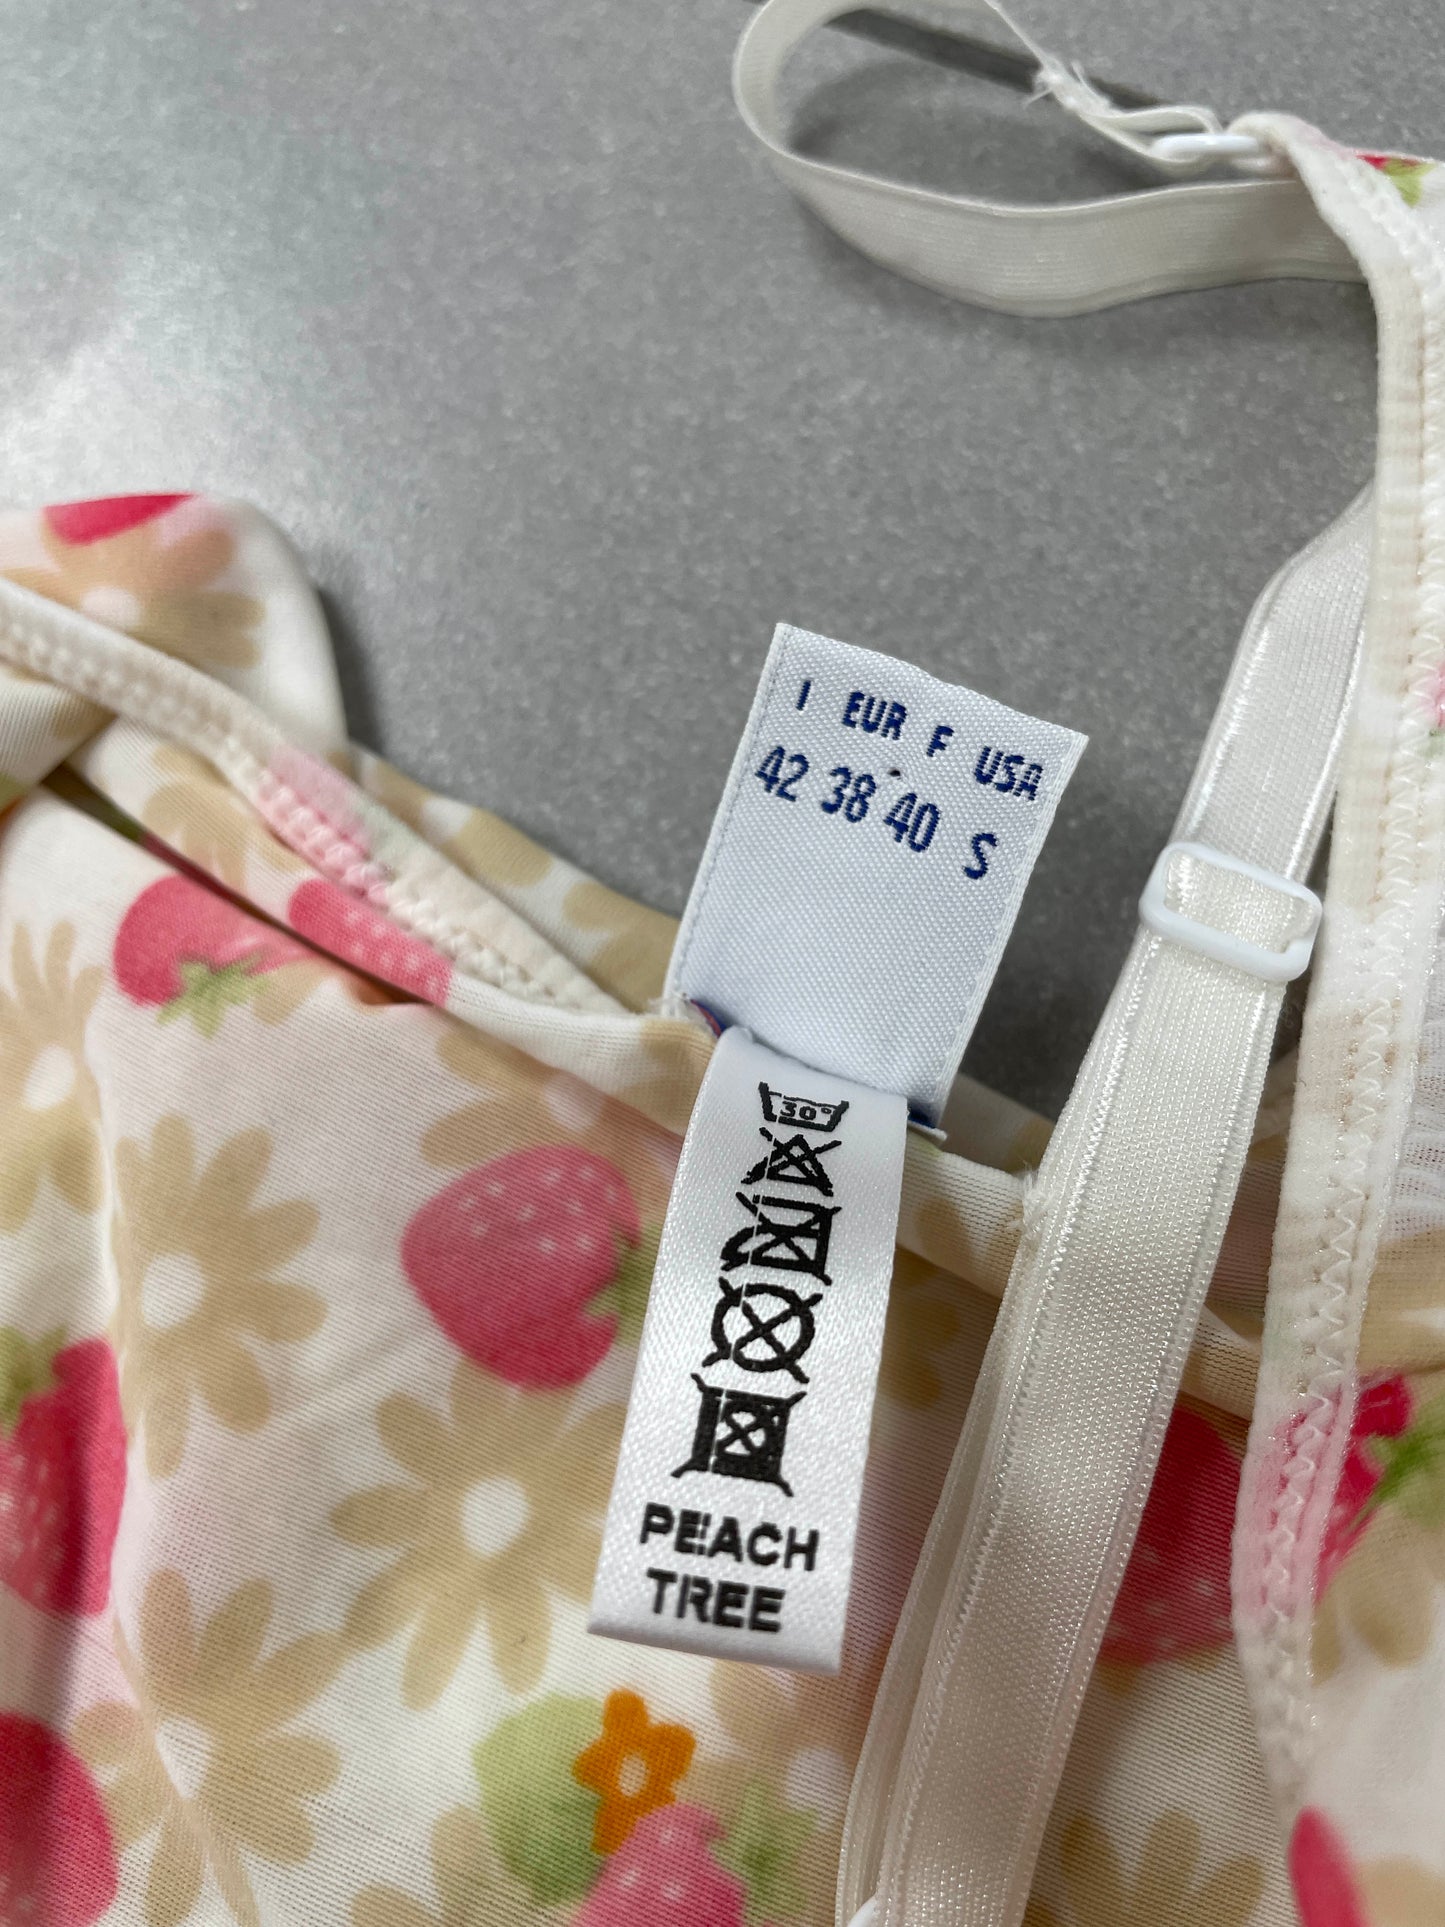 I EUR F USA
42 38 40 S
30°
PEACH
TREE